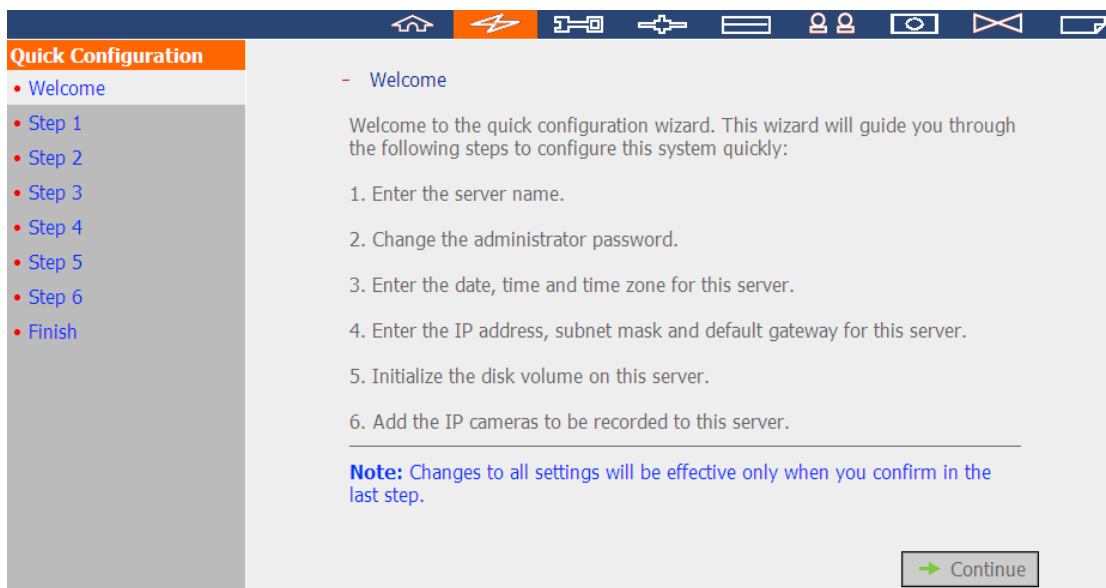 Quick Configuration
• Welcome
• Step 1
• Step 2
• Step 3
• Step 4
• Step 5
• Step 6
• Finish
- Welcome
Welcome to the quick configuration wizard. This wizard will guide you through
the following steps to configure this system quickly:
1. Enter the server name.
2. Change the administrator password.
3. Enter the date, time and time zone for this server.
4. Enter the IP address, subnet mask and default gateway for this server.
5. Initialize the disk volume on this server.
6. Add the IP cameras to be recorded to this server.
Note: Changes to all settings will be effective only when you confirm in the
last step.
Continue